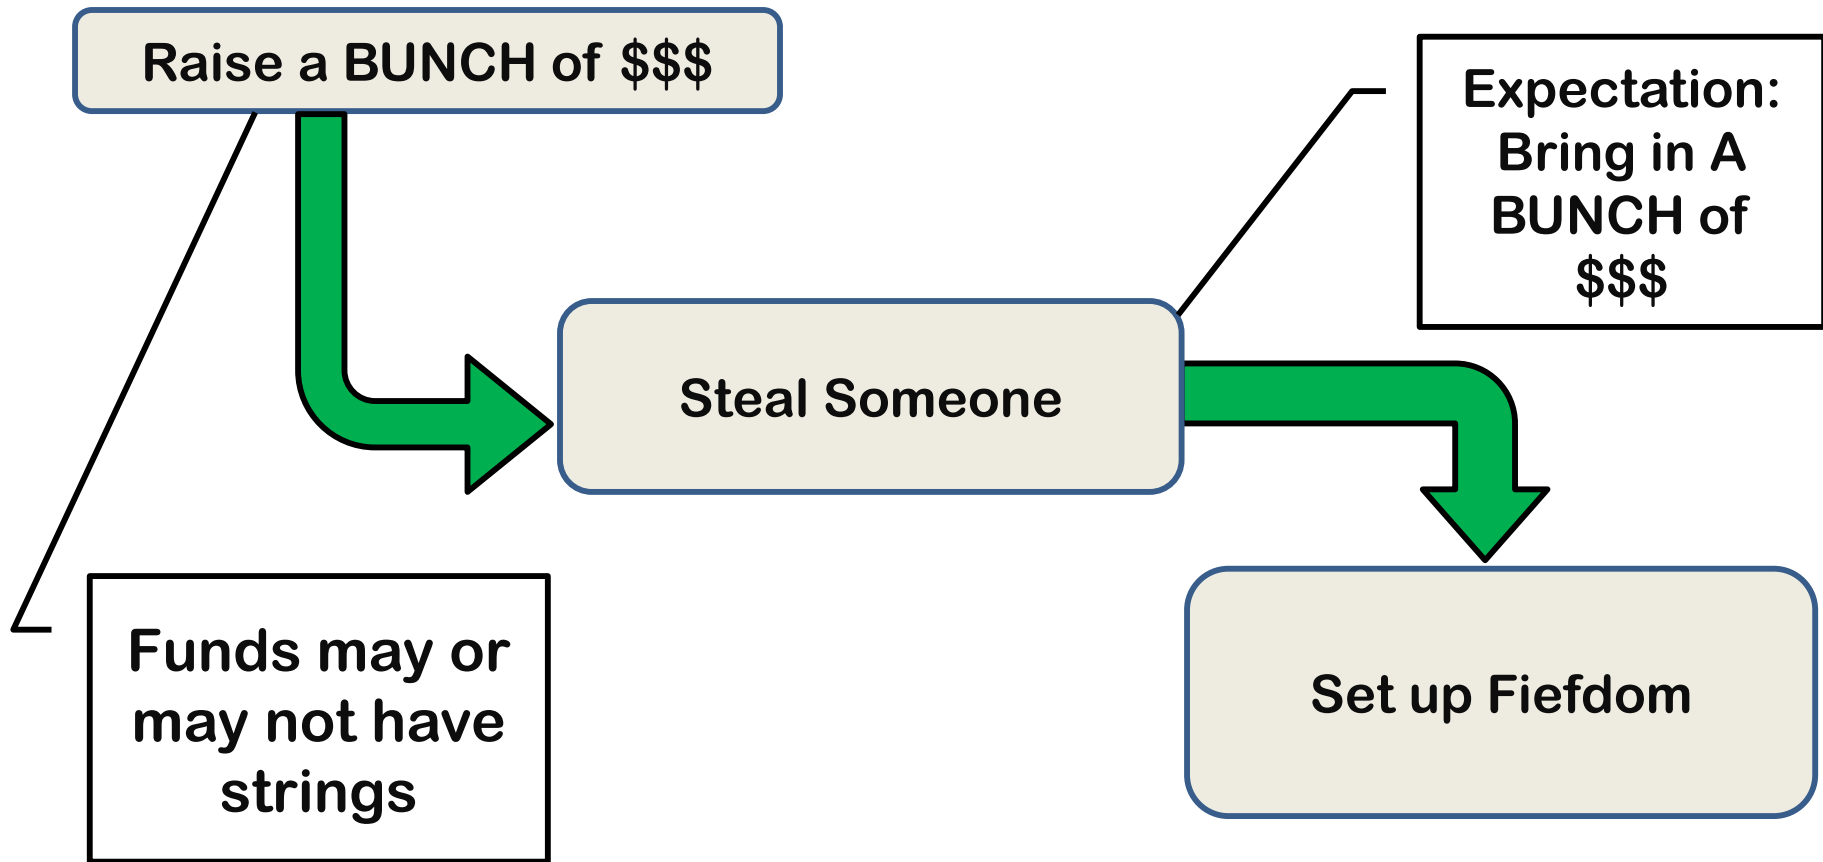 Raise a BUNCH of $$$
Expectation:
Bring in A
BUNCH of
$$$
Steal Someone
Funds may or
may not have
strings
Set up Fiefdom